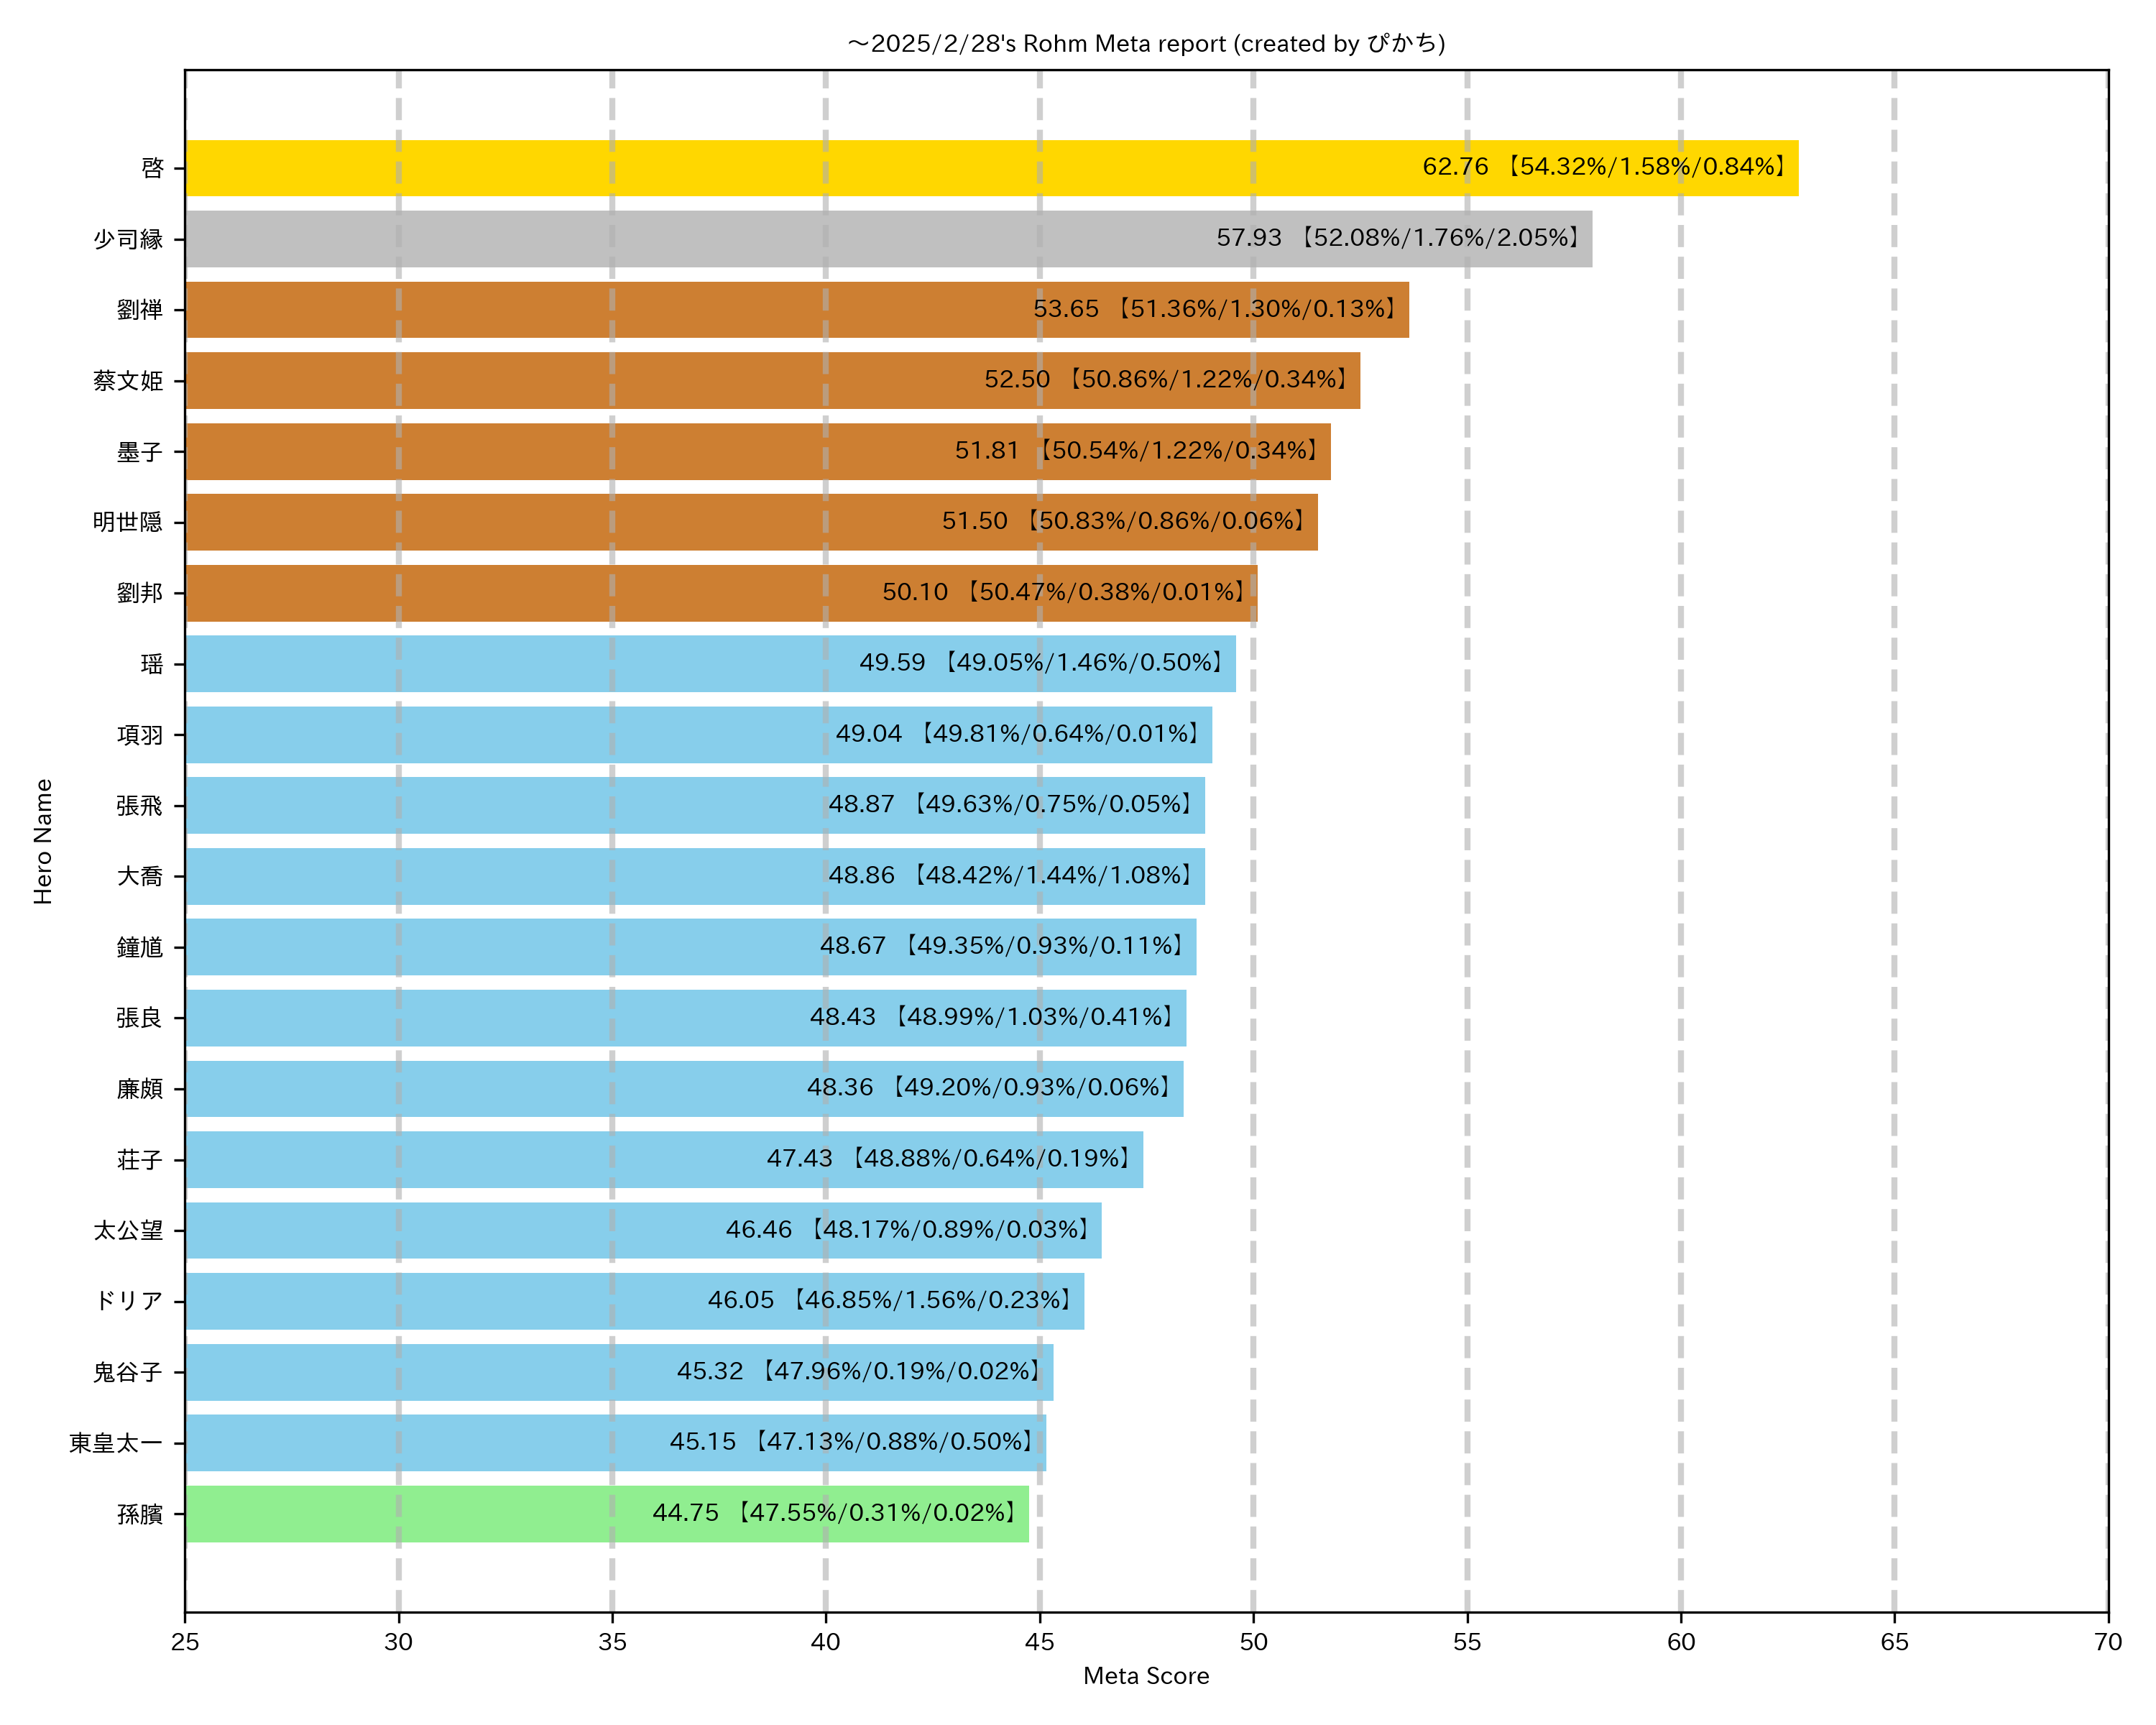 ～2025/2/28's Rohm Meta report (created by ぴかち)
Hero Name
啓 62.76 【54.32%/1.58%/0.84%】
少司縁 57.93 【52.08%/1.76%/2.05%】
劉禅 53.65 【51.36%/1.30%/0.13%】
蔡文姫 52.50 【50.86%/1.22%/0.34%】
墨子 51.81 【50.54%/1.22%/0.34%】
明世隠 51.50 【50.83%/0.86%/0.06%】
劉邦 50.10 【50.47%/0.38%/0.01%】
瑶 49.59 【49.05%/1.46%/0.50%】
項羽 49.04 【49.81%/0.64%/0.01%】
張飛 48.87 【49.63%/0.75%/0.05%】
大喬 48.86 【48.42%/1.44%/1.08%】
鐘馗 48.67 【49.35%/0.93%/0.11%】
張良 48.43 【48.99%/1.03%/0.41%】
廉頗 48.36 【49.20%/0.93%/0.06%】
荘子 47.43 【48.88%/0.64%/0.19%】
太公望 46.46 【48.17%/0.89%/0.03%】
ドリア 46.05 【46.85%/1.56%/0.23%】
鬼谷子 45.32 【47.96%/0.19%/0.02%】
東皇太一 45.15 【47.13%/0.88%/0.50%】
孫臏 44.75 【47.55%/0.31%/0.02%】
25 30 35 40 45 50 55 60 65 70
Meta Score